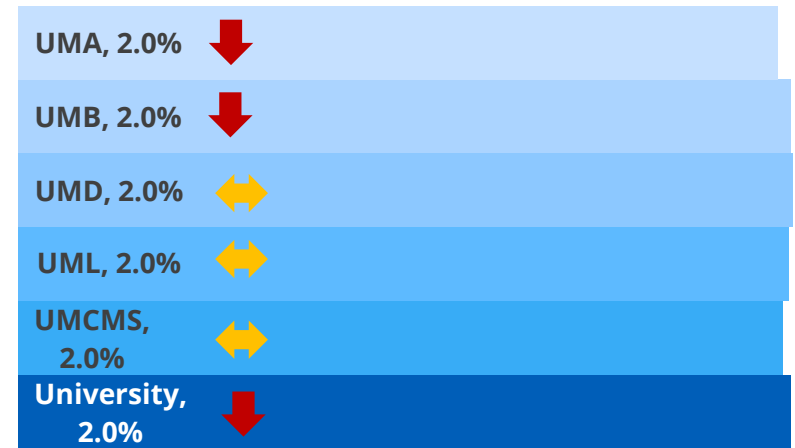 UMA, 2.0%
UMB, 2.0%
UMD, 2.0%
UML, 2.0%
UMCMS,
2.0%
University,
2.0%